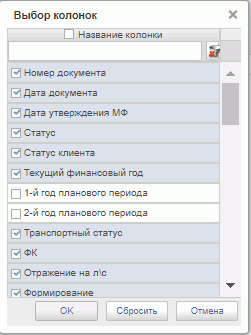 Выбор колонок
Название колонки
Номер документа
Дата документа
Дата утверждения МФ
Статус
Статус клиента
Текущий финансовый год
1-й год планового периода
2-й год планового периода
Транспортный статус
ФК
Отражение на л\с
Формирование
OK Сбросить Отмена